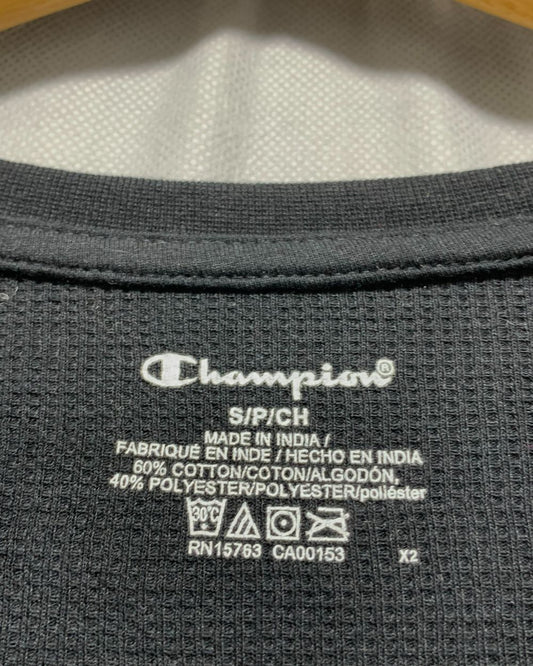 Champion®
S/P/CH
MADE IN INDIA /
FABRIQUÉ EN INDE / HECHO EN INDIA
60% COTTON/COTON/ALGODÓN,
40% POLYESTER/POLYESTER/poliéster
30°C
RN15763 CA00153 X2